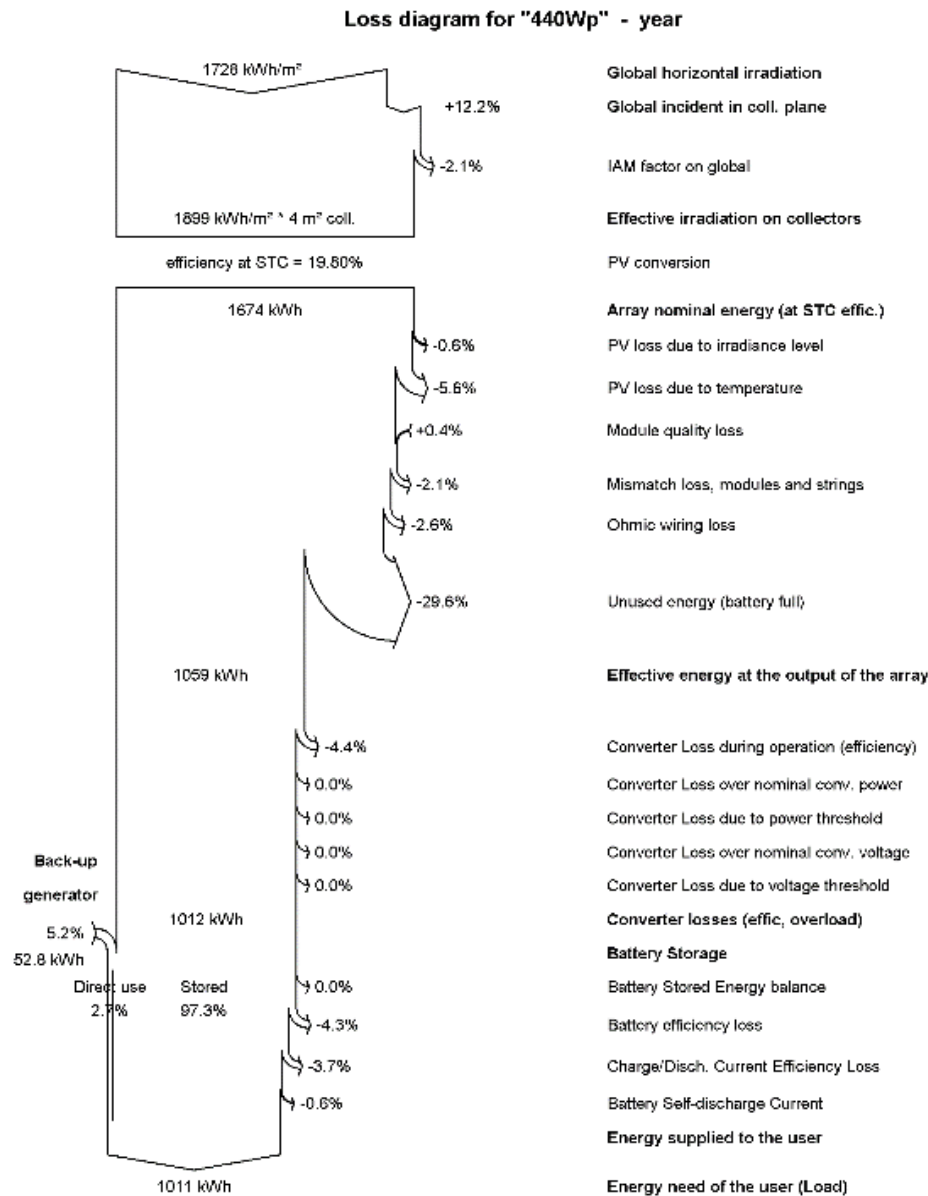 Loss diagram for "440Wp" - year
1728 kWh/m²
Global horizontal irradiation
+12.2%
Global incident in coll. plane
-2.1%
IAM factor on global
1899 kWh/m² * 4 m² coll.
Effective irradiation on collectors
efficiency at STC = 19.80%
PV conversion
1674 kWh
Array nominal energy (at STC effic.)
-0.6%
PV loss due to irradiance level
-5.6%
PV loss due to temperature
+0.4%
Module quality loss
-2.1%
Mismatch loss, modules and strings
-2.6%
Ohmic wiring loss
-29.6%
Unused energy (battery full)
1059 kWh
Effective energy at the output of the array
-4.4%
Converter Loss during operation (efficiency)
0.0%
Converter Loss over nominal conv. power
0.0%
Converter Loss due to power threshold
0.0%
Converter Loss over nominal conv. voltage
0.0%
Converter Loss due to voltage threshold
Back-up
generator
1012 kWh
Converter losses (effic, overload)
5.2%
52.8 kWh
Battery Storage
Direct use
Stored
0.0%
Battery Stored Energy balance
2.7%
97.3%
-4.3%
Battery efficiency loss
-3.7%
Charge/Disch. Current Efficiency Loss
-0.6%
Battery Self-discharge Current
Energy supplied to the user
1011 kWh
Energy need of the user (Load)